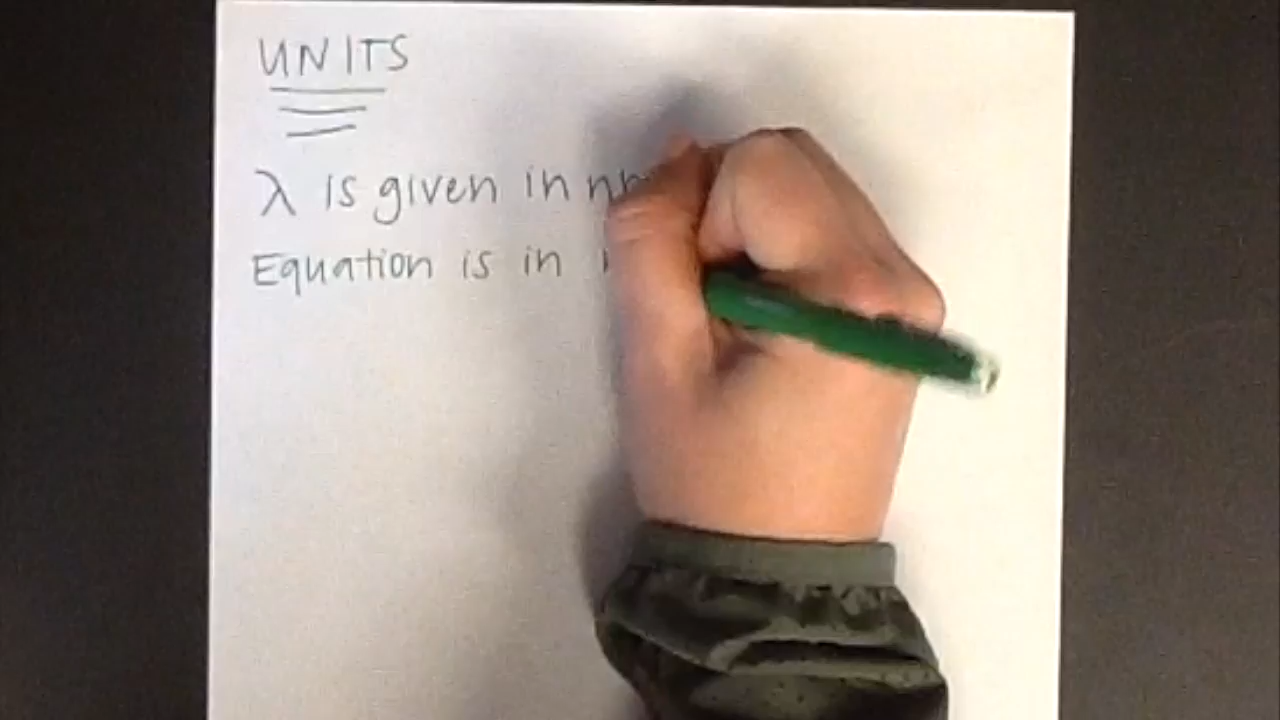 UNITS
λ is given in
Equation is in